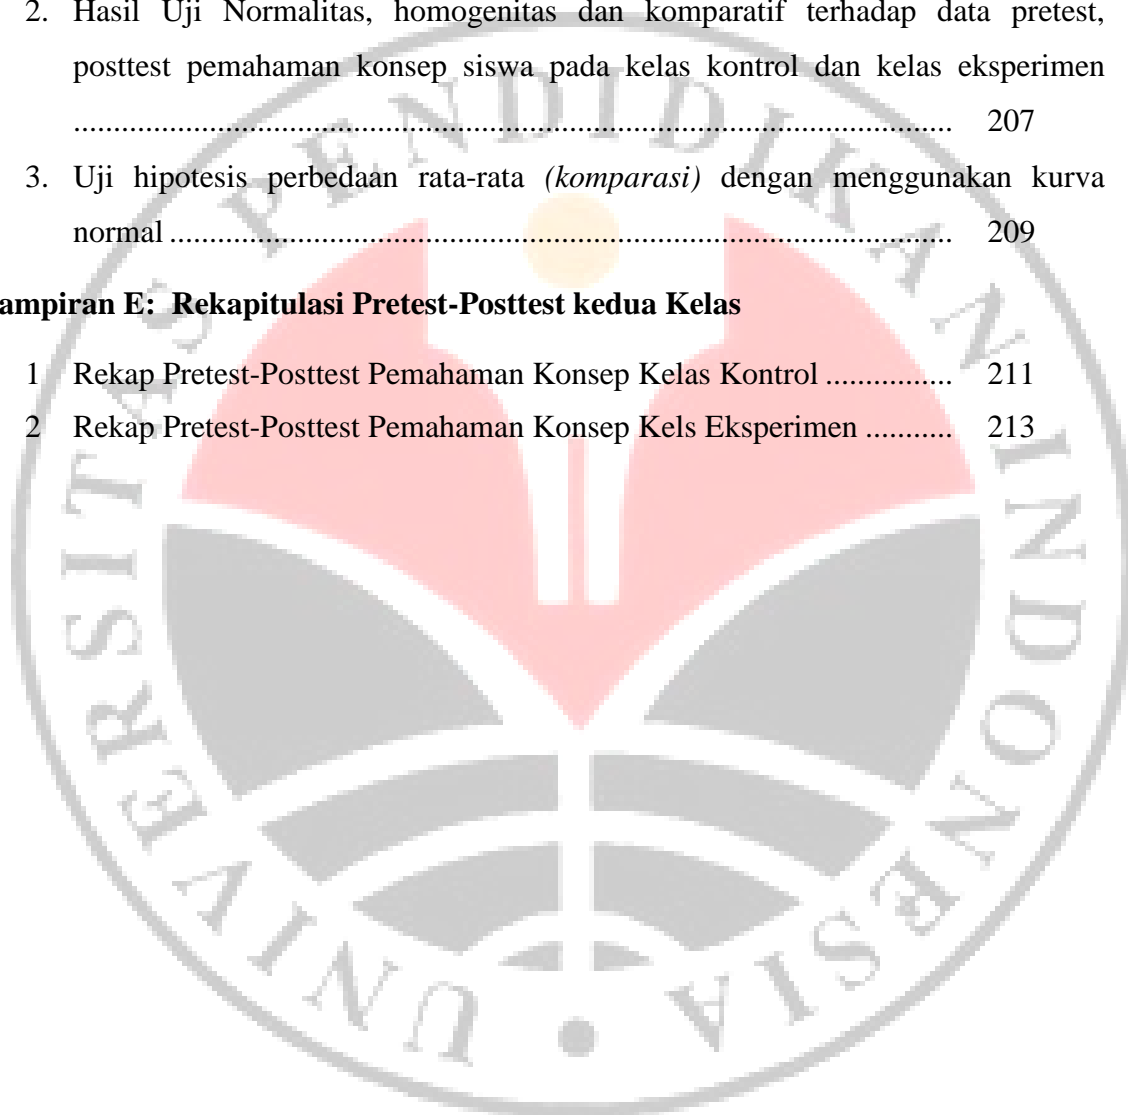 2. Hasil Uji Normalitas, homogenitas dan komparatif terhadap data pretest,
posttest pemahaman konsep siswa pada kelas kontrol dan kelas eksperimen
.............................................................................................. 207
3. Uji hipotesis perbedaan rata-rata (komparasi) dengan menggunakan kurva
normal .................................................................................... 209
ampiran E: Rekapitulasi Pretest-Posttest kedua Kelas
1 Rekap Pretest-Posttest Pemahaman Konsep Kelas Kontrol ............... 211
2 Rekap Pretest-Posttest Pemahaman Konsep Kels Eksperimen ........... 213
UNIVERSITAS PENDIDIKAN INDONESIA